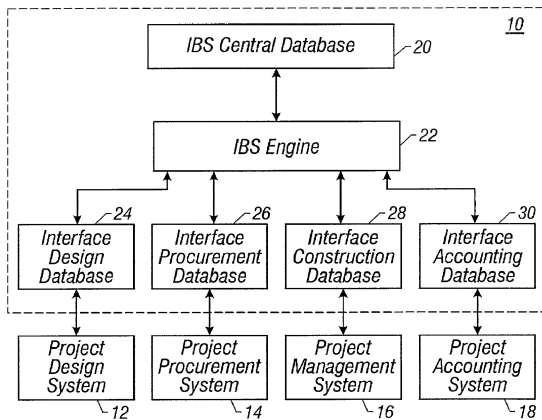 10
IBS Central Database
20
IBS Engine
22
24
26
28
30
Interface Design Database
Interface Procurement Database
Interface Construction Database
Interface Accounting Database
Project Design System
Project Procurement System
Project Management System
Project Accounting System
12
14
16
18